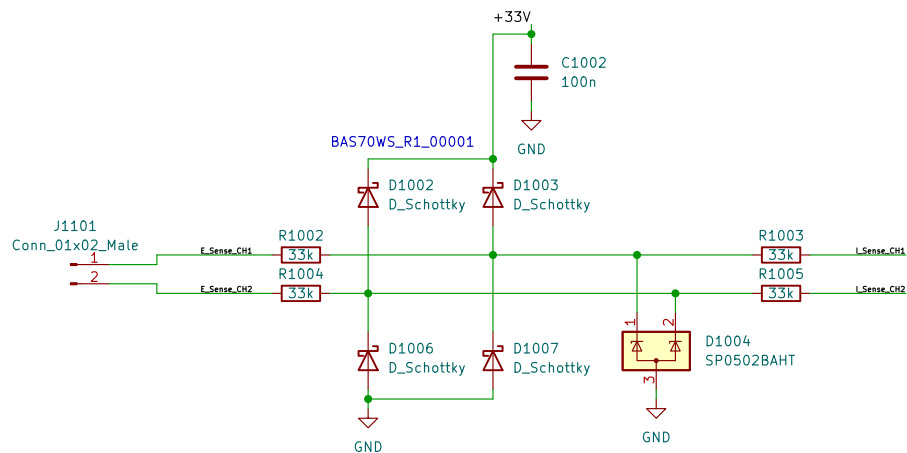 +33V
C1002
100n
GND
BAS70WS_R1_00001
D1002
D_Schottky
D1003
D_Schottky
J1101
Conn_01x02_Male
1
2
E_Sense_CH1
R1002
33k
R1003
33k
I_Sense_CH1
E_Sense_CH2
R1004
33k
R1005
33k
I_Sense_CH2
1
2
3
D1004
SP0502BAHT
D1006
D_Schottky
D1007
D_Schottky
GND
GND